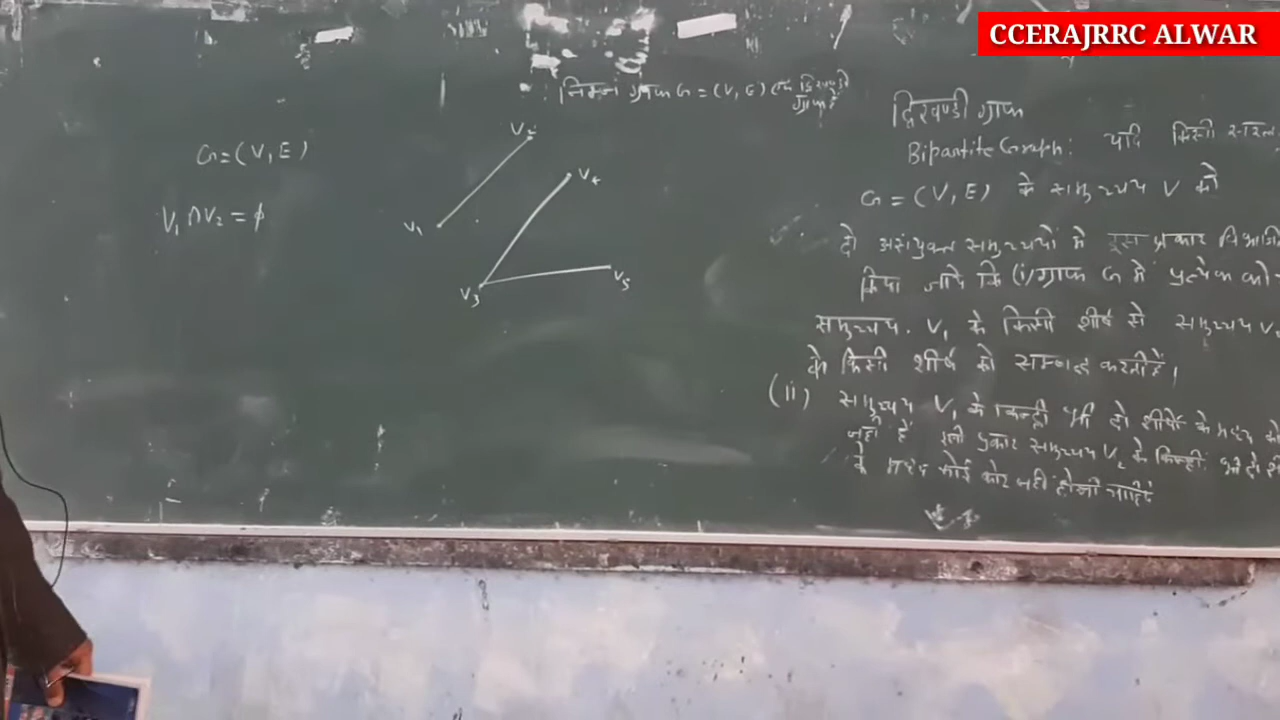 CCERAJRRC ALWAR
निम्न ग्राफ G = (V, E) एक द्विखण्डी
ग्राफ है
G = (V, E)
V₁ ∩ V₂ = ϕ
V₂
V₄
V₁
V₅
V₃
द्विखण्डी ग्राफ
Bipartite Graph: यदि किसी सरल
G = (V, E) के समुच्चय V को
दो असंयुक्त समुच्चयों में इस प्रकार विभाजि
किया जाये कि (i) ग्राफ G में प्रत्येक को
समुच्चय V₁ के किसी शीर्ष से समुच्चय V₂
के किसी शीर्ष को सम्बद्ध करती है।
(ii) समुच्चय V₁ के किन्हीं भी दो शीर्षों के मध्य को
नहीं है इसी प्रकार समुच्चय V₂ के किन्हीं भी दो शी
के मध्य कोई कोर नहीं होनी चाहिए